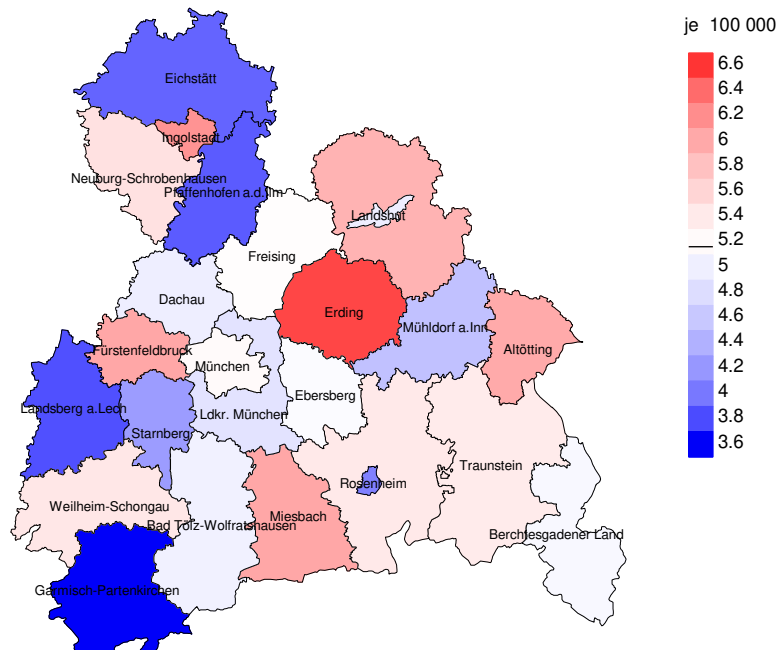 je 100 000
6.6
6.4
6.2
6
5.8
5.6
5.4
5.2
5
4.8
4.6
4.4
4.2
4
3.8
3.6
Eichstätt
Ingolstadt
Neuburg-Schrobenhausen
Pfaffenhofen a.d.Ilm
Landshut
Freising
Dachau
Erding
Mühldorf a.Inn
Altötting
Fürstenfeldbruck
München
Ebersberg
Landsberg a.Lech
Ldkr. München
Starnberg
Traunstein
Rosenheim
Weilheim-Schongau
Miesbach
Bad Tölz-Wolfratshausen
Berchtesgadener Land
Garmisch-Partenkirchen